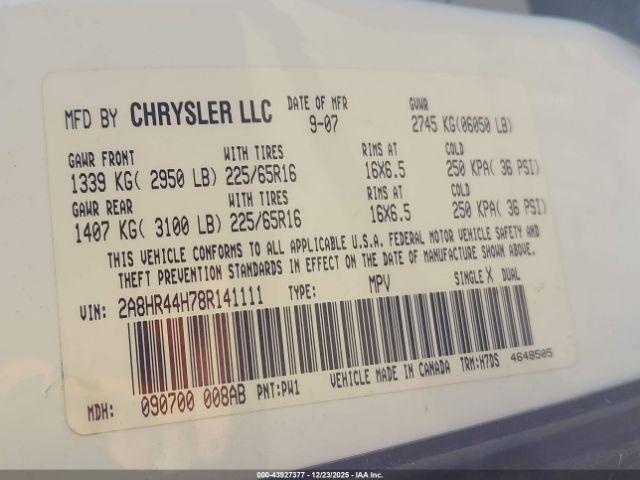 MFD BY CHRYSLER LLC DATE OF MFR 9-07 GVWR 2745 KG(06050 LB)
GAWR FRONT WITH TIRES RIMS AT COLD
1339 KG( 2950 LB) 225/65R16 16X6.5 250 KPA( 36 PSI)
GAWR REAR WITH TIRES RIMS AT COLD
1407 KG( 3100 LB) 225/65R16 16X6.5 250 KPA( 36 PSI)
THIS VEHICLE CONFORMS TO ALL APPLICABLE U.S.A. FEDERAL MOTOR VEHICLE SAFETY AND
THEFT PREVENTION STANDARDS IN EFFECT ON THE DATE OF MANUFACTURE SHOWN ABOVE.
VIN: 2A8HR44H78R141111 TYPE: MPV SINGLE X DUAL
MDH: 090700 008AB PNT:PW1 VEHICLE MADE IN CANADA TRM:H7DS 4648505
000-43927377 - 12/23/2025 - IAA Inc.